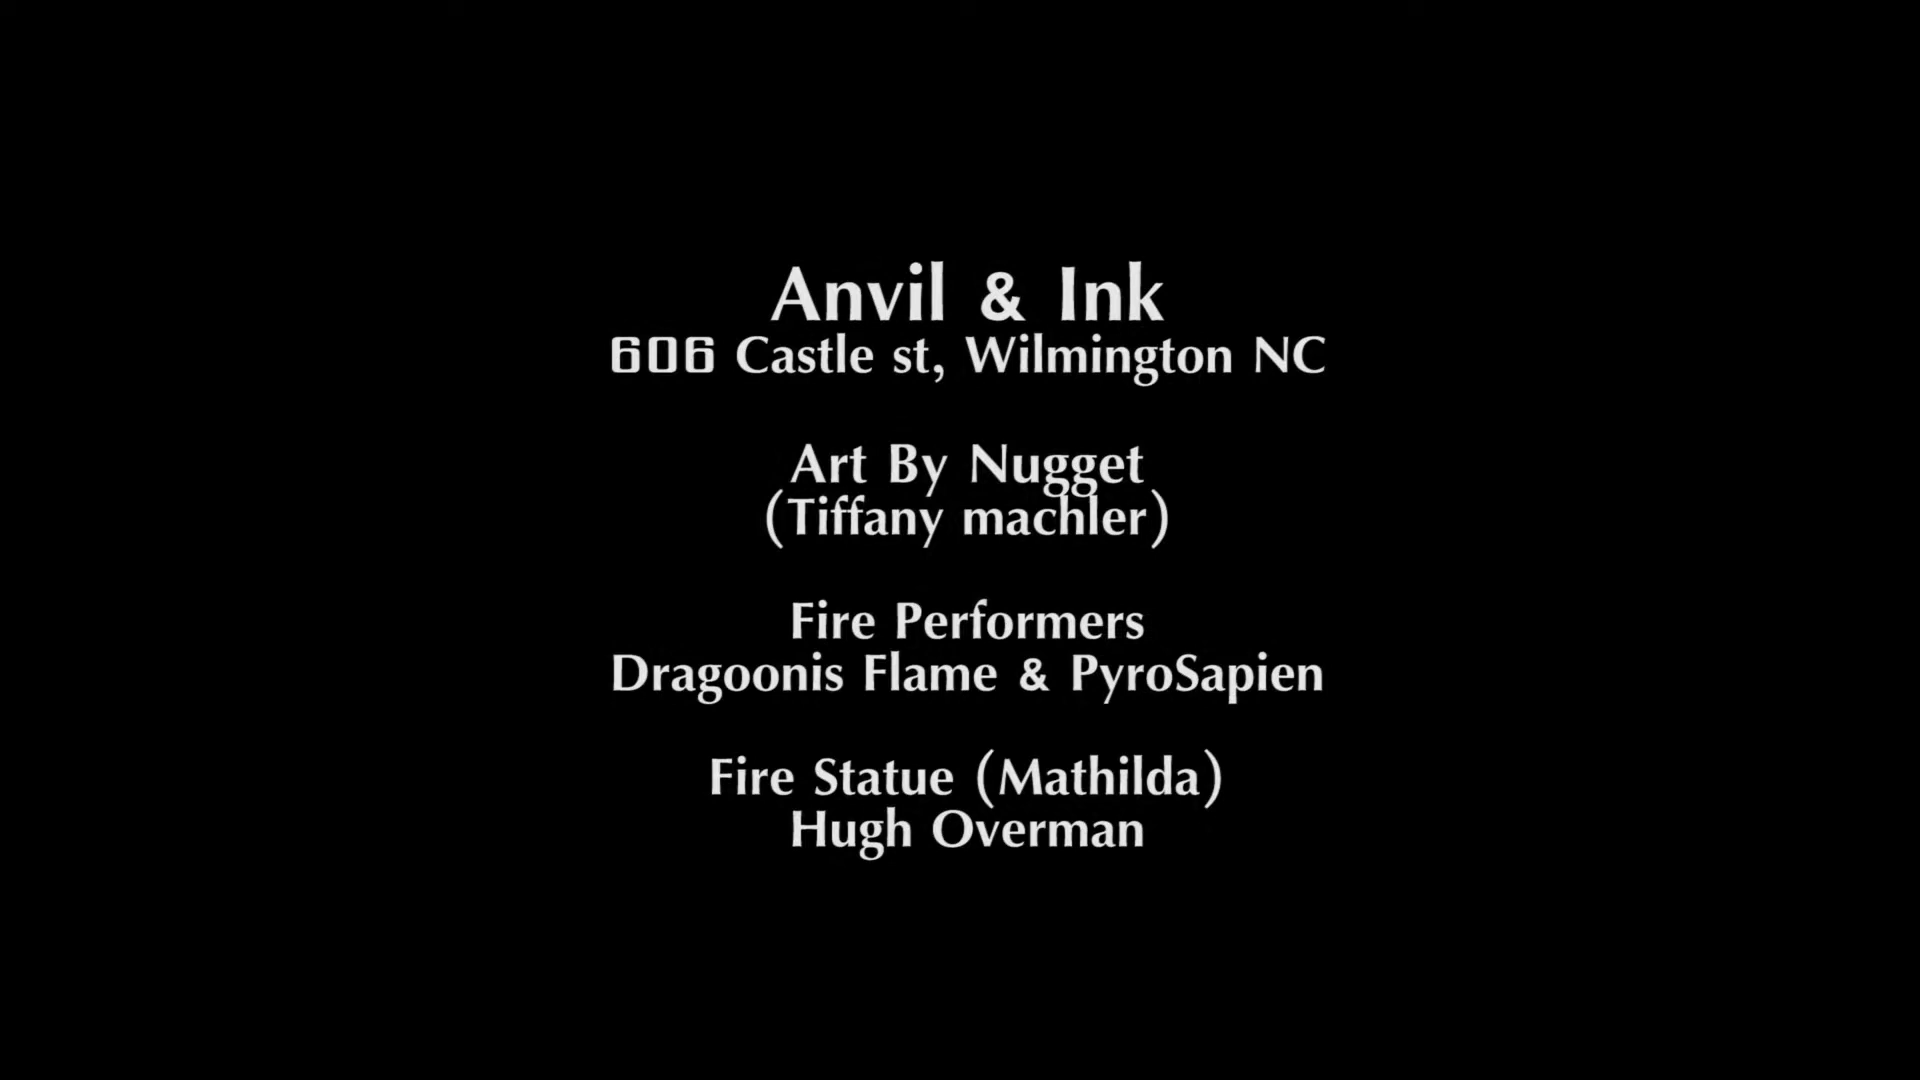 Anvil & Ink
606 Castle st, Wilmington NC
Art By Nugget
(Tiffany machler)
Fire Performers
Dragoonis Flame & PyroSapien
Fire Statue (Mathilda)
Hugh Overman